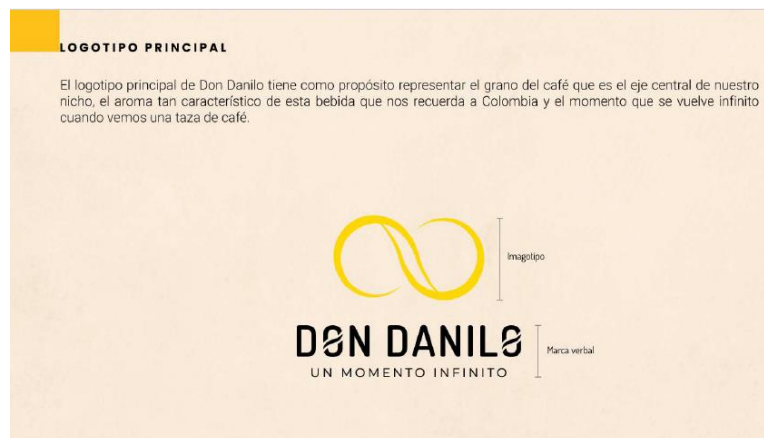 LOGOTIPO PRINCIPAL
El logotipo principal de Don Danilo tiene como propósito representar el grano del café que es el eje central de nuestro
nicho, el aroma tan característico de esta bebida que nos recuerda a Colombia y el momento que se vuelve infinito
cuando vemos una taza de café.
Imagotipo
DON DANILO
Marca verbal
UN MOMENTO INFINITO